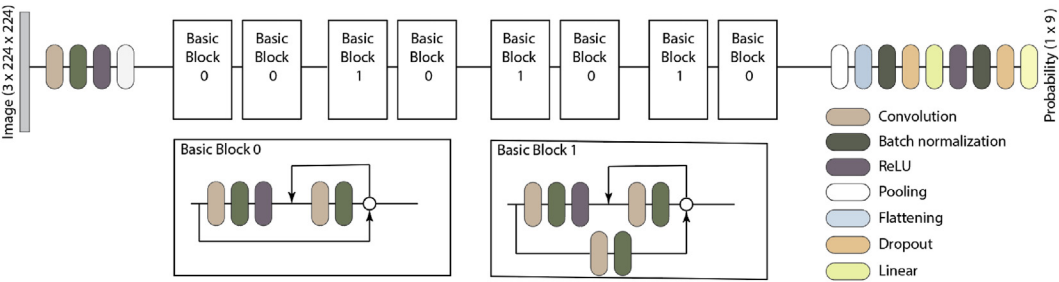 Image (3 x 224 x 224)
Basic
Block
0
Basic
Block
0
Basic
Block
1
Basic
Block
0
Basic
Block
1
Basic
Block
0
Basic
Block
1
Basic
Block
0
Probability (1 x 9)
Basic Block 0
Basic Block 1
Convolution
Batch normalization
ReLU
Pooling
Flattening
Dropout
Linear